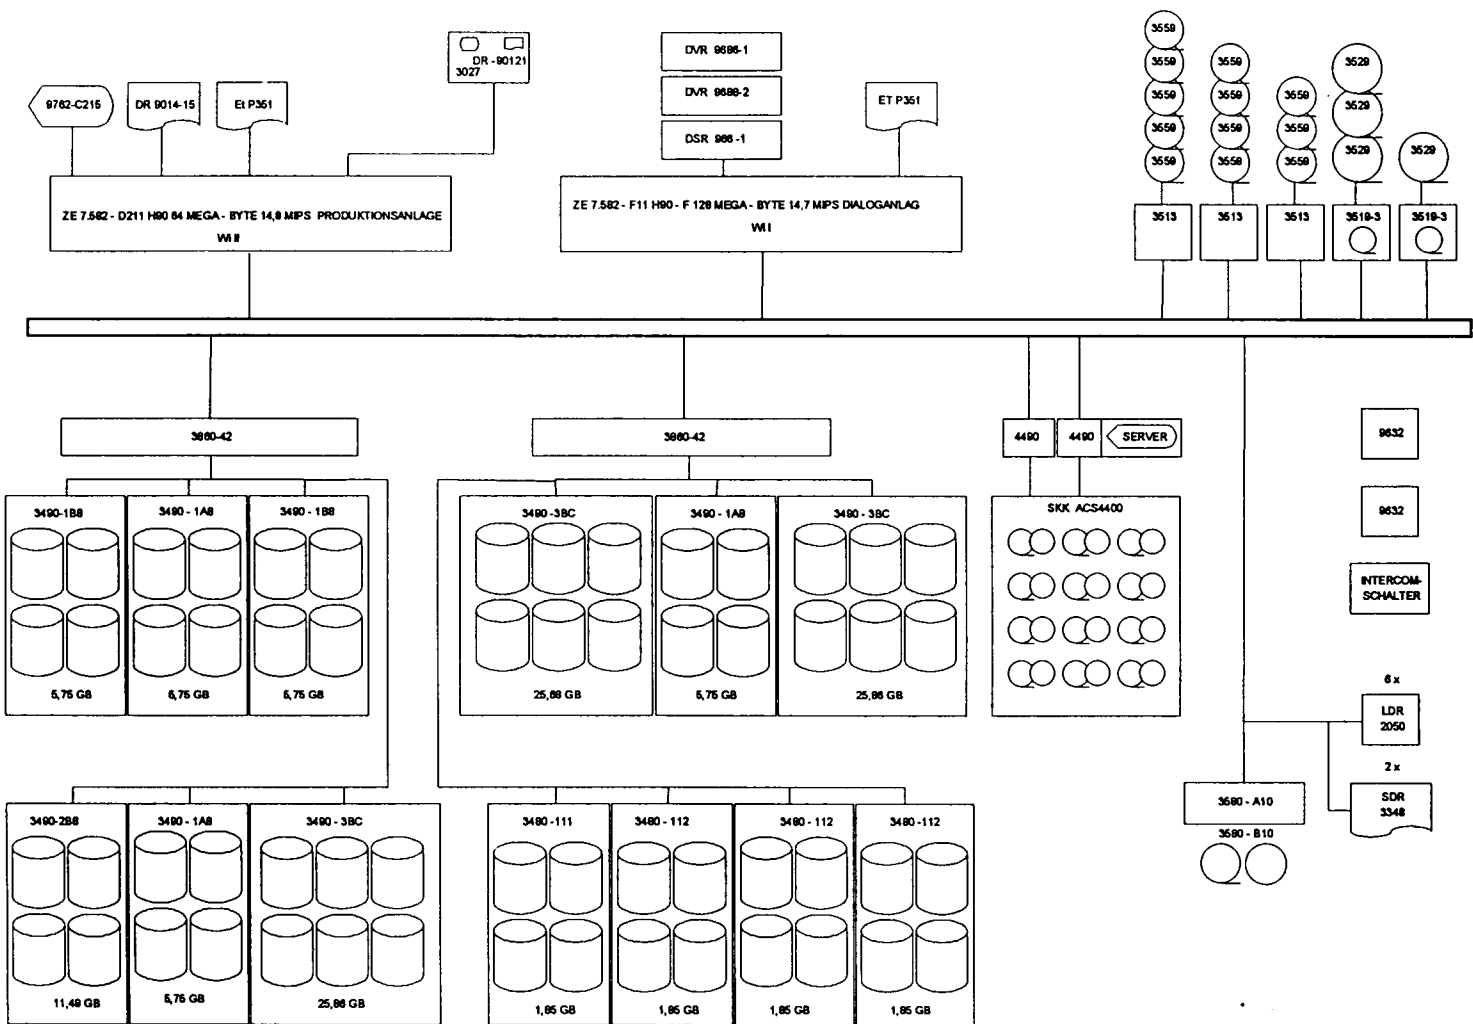 3559
3559
3559
3559
3559
3559
3559
3559
3559
3559
3559
3559
3529
3529
3529
3529
DR -90121
3027
DVR 9686-1
DVR 9688-2
DSR 986 -1
9762-C215
DR 9014-15
Et P351
ET P351
ZE 7.582 - D211 H90 64 MEGA - BYTE 14,8 MIPS PRODUKTIONSANLAGE
WI II
ZE 7.582 - F11 H90 - F 128 MEGA - BYTE 14,7 MIPS DIALOGANLAG
WI I
3513
3513
3513
3519-3
3519-3
3860-42
3860-42
4490
4490
SERVER
9632
9632
INTERCOM-
SCHALTER
3490-1B8
3490 - 1A8
3490 - 1B8
5,75 GB
5,75 GB
5,75 GB
3490 -3BC
3490 - 1A8
3490 - 3BC
25,88 GB
5,75 GB
25,86 GB
SKK ACS4400
6 x
LDR
2050
2 x
SDR
3348
3580 - A10
3580 - B10
3490-2B8
3490 - 1A8
3490 - 3BC
11,49 GB
5,75 GB
25,86 GB
3480 -111
3480 - 112
3480 - 112
3480 -112
1,85 GB
1,85 GB
1,85 GB
1,85 GB